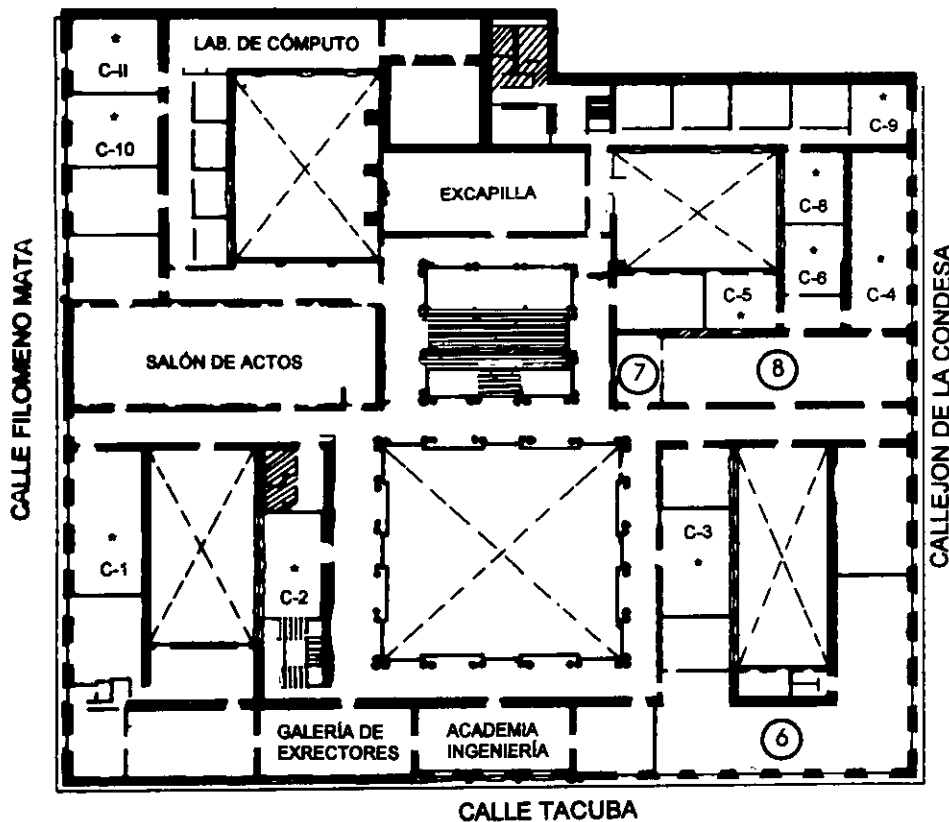 LAB. DE CÓMPUTO
C-11
C-10
C-9
EXCAPILLA
C-8
C-6
C-5
C-4
CALLE FILOMENO MATA
SALÓN DE ACTOS
7
8
CALLEJON DE LA CONDESA
C-1
C-2
C-3
GALERÍA DE
EXRECTORES
ACADEMIA
INGENIERÍA
6
CALLE TACUBA